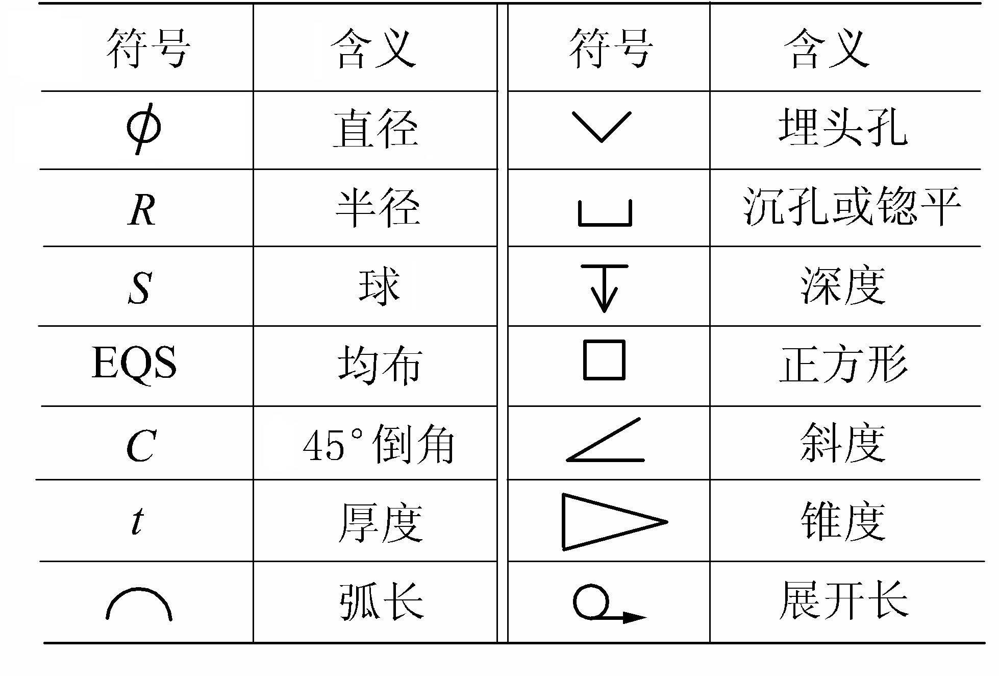 符号 含义 符号 含义
ϕ 直径 埋头孔
R 半径 沉孔或锪平
S 球 深度
EQS 均布 正方形
C 45°倒角 斜度
t 厚度 锥度
弧长 展开长